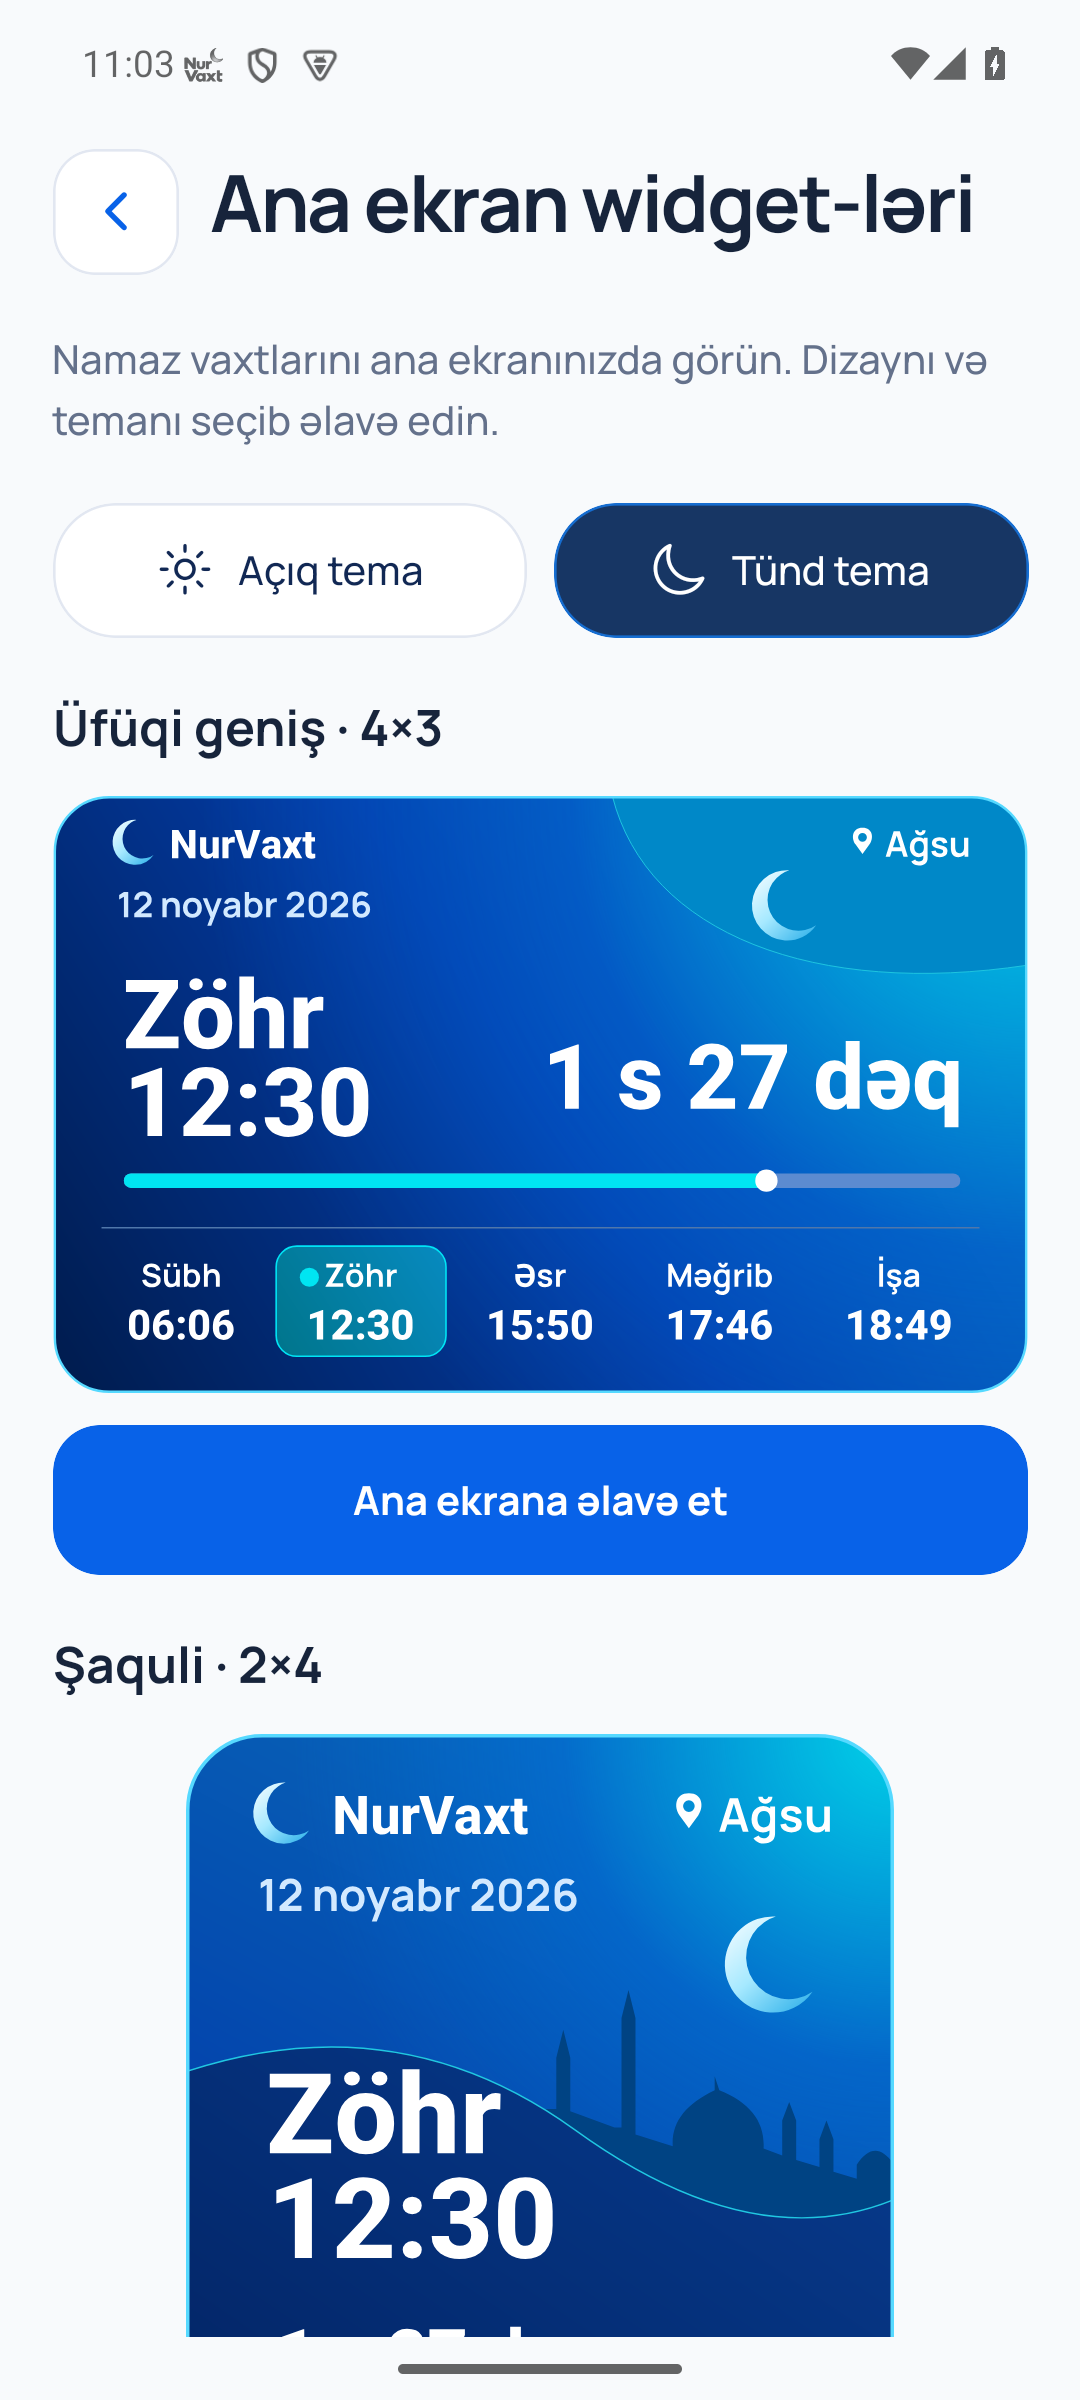 11:03 Nur Vaxt
Ana ekran widget-ləri
Namaz vaxtlarını ana ekranınızda görün. Dizaynı və
temanı seçib əlavə edin.
Açıq tema
Tünd tema
Üfüqi geniş · 4×3
NurVaxt
Ağsu
12 noyabr 2026
Zöhr
12:30
1 s 27 dəq
Sübh Zöhr Əsr Məğrib İşa
06:06 12:30 15:50 17:46 18:49
Ana ekrana əlavə et
Şaquli · 2×4
NurVaxt
Ağsu
12 noyabr 2026
Zöhr
12:30